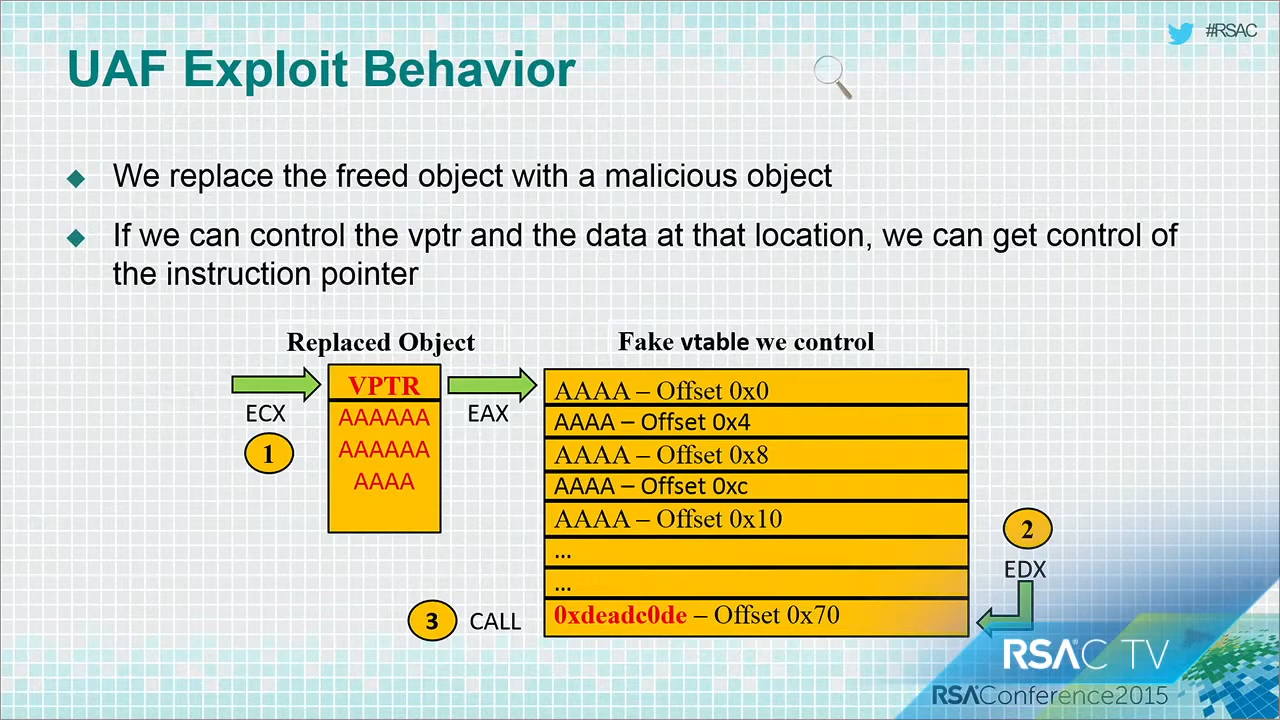 #RSAC
UAF Exploit Behavior
We replace the freed object with a malicious object
If we can control the vptr and the data at that location, we can get control of
the instruction pointer
Replaced Object
Fake vtable we control
VPTR
AAAAAA
AAAAAA
AAAA
ECX
1
EAX
AAAA – Offset 0x0
AAAA – Offset 0x4
AAAA – Offset 0x8
AAAA – Offset 0xc
AAAA – Offset 0x10
...
...
0xdeadc0de – Offset 0x70
2
EDX
3 CALL
RSAC TV
RSAConference2015